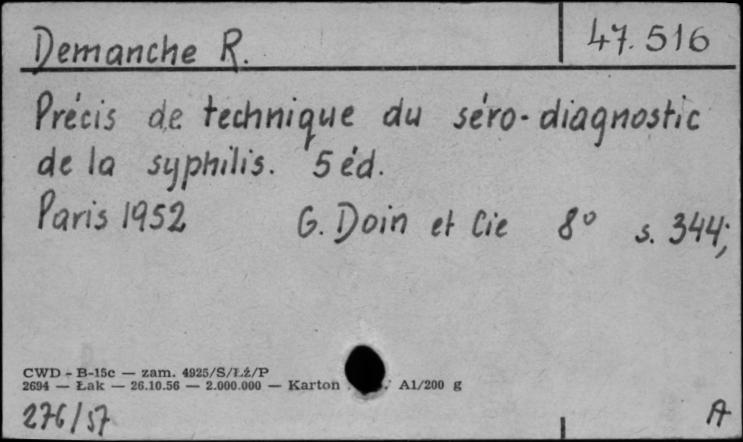 Demanche R.
47.516
Précis de technique du séro-diagnostic
de la syphilis. 5 éd.
Paris 1952 G. Doin et Cie 8° s. 344;
CWD - B-15c — zam. 4925/S/Łź/P
2694 — Łak — 26.10.56 — 2.000.000 — Karton A1/200 g
276/57
A